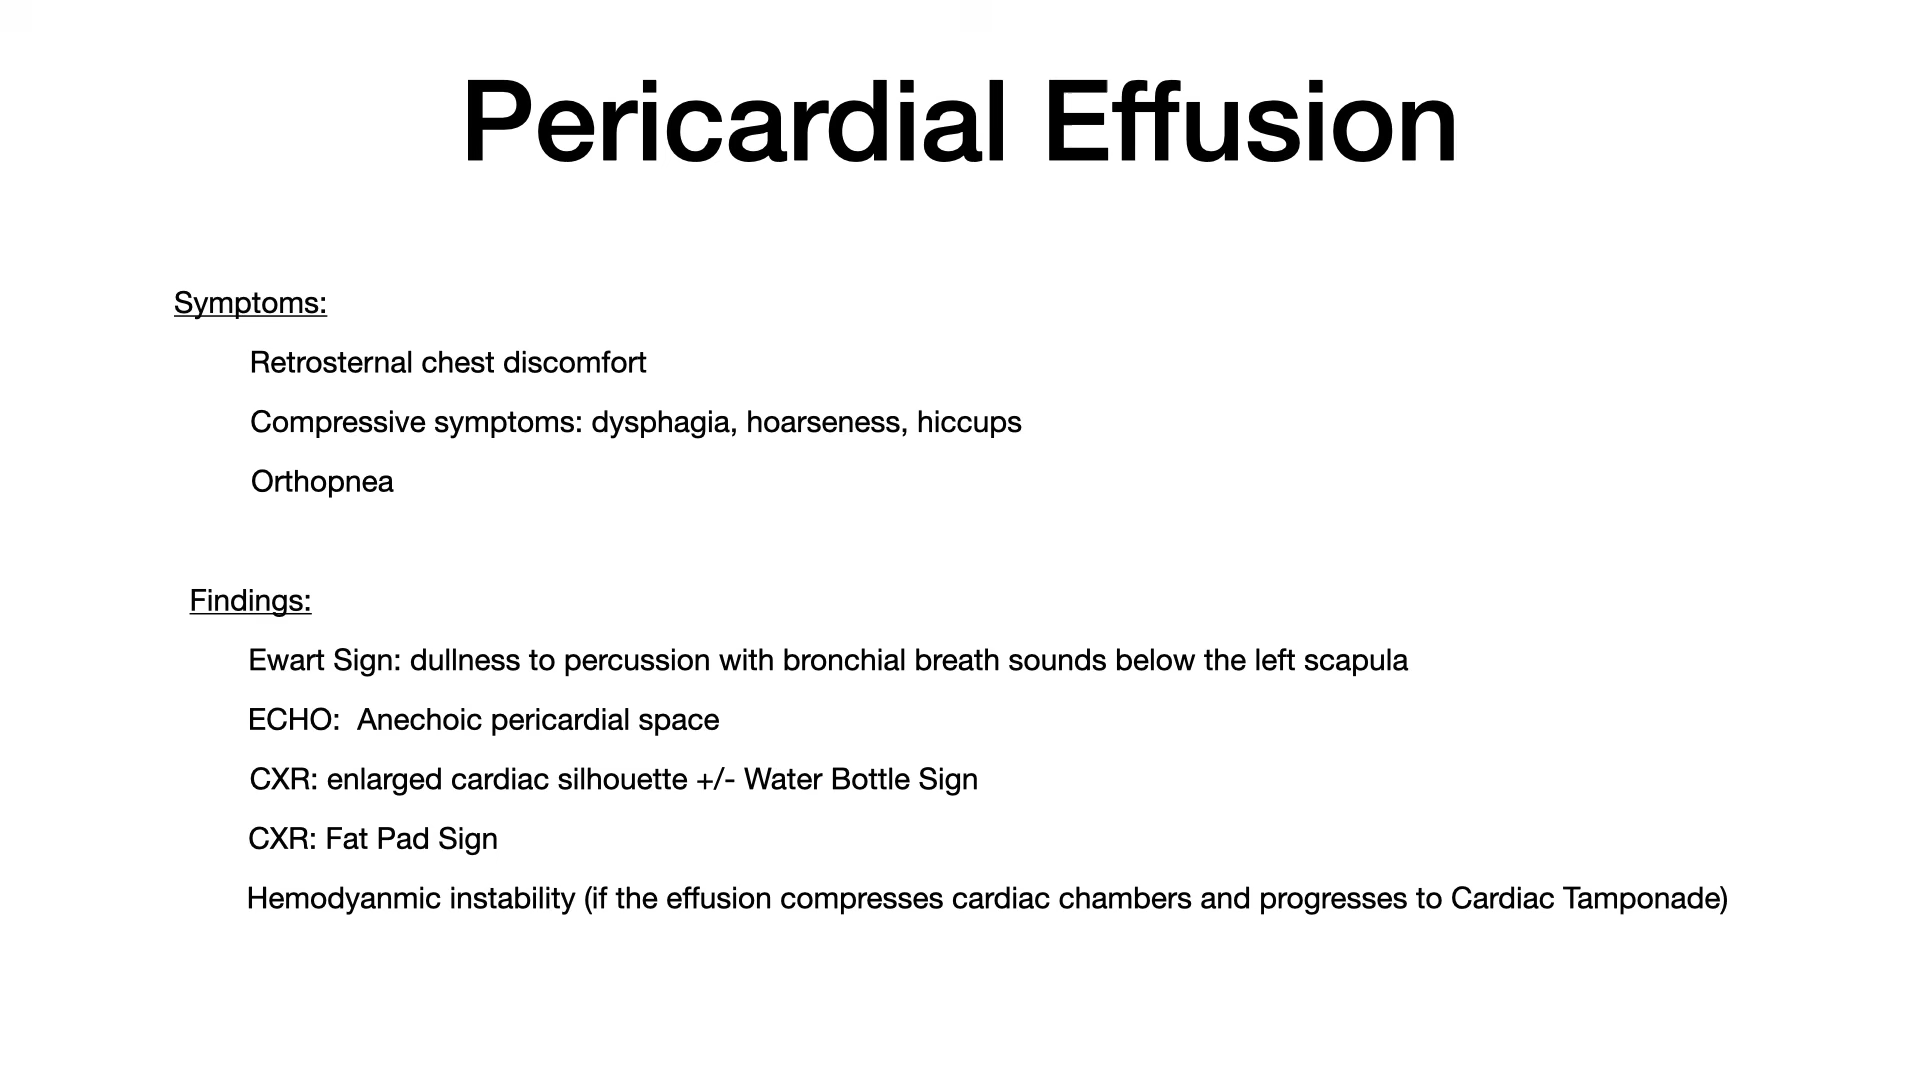 Pericardial Effusion
Symptoms:
Retrosternal chest discomfort
Compressive symptoms: dysphagia, hoarseness, hiccups
Orthopnea
Findings:
Ewart Sign: dullness to percussion with bronchial breath sounds below the left scapula
ECHO:  Anechoic pericardial space
CXR: enlarged cardiac silhouette +/- Water Bottle Sign
CXR: Fat Pad Sign
Hemodyanmic instability (if the effusion compresses cardiac chambers and progresses to Cardiac Tamponade)